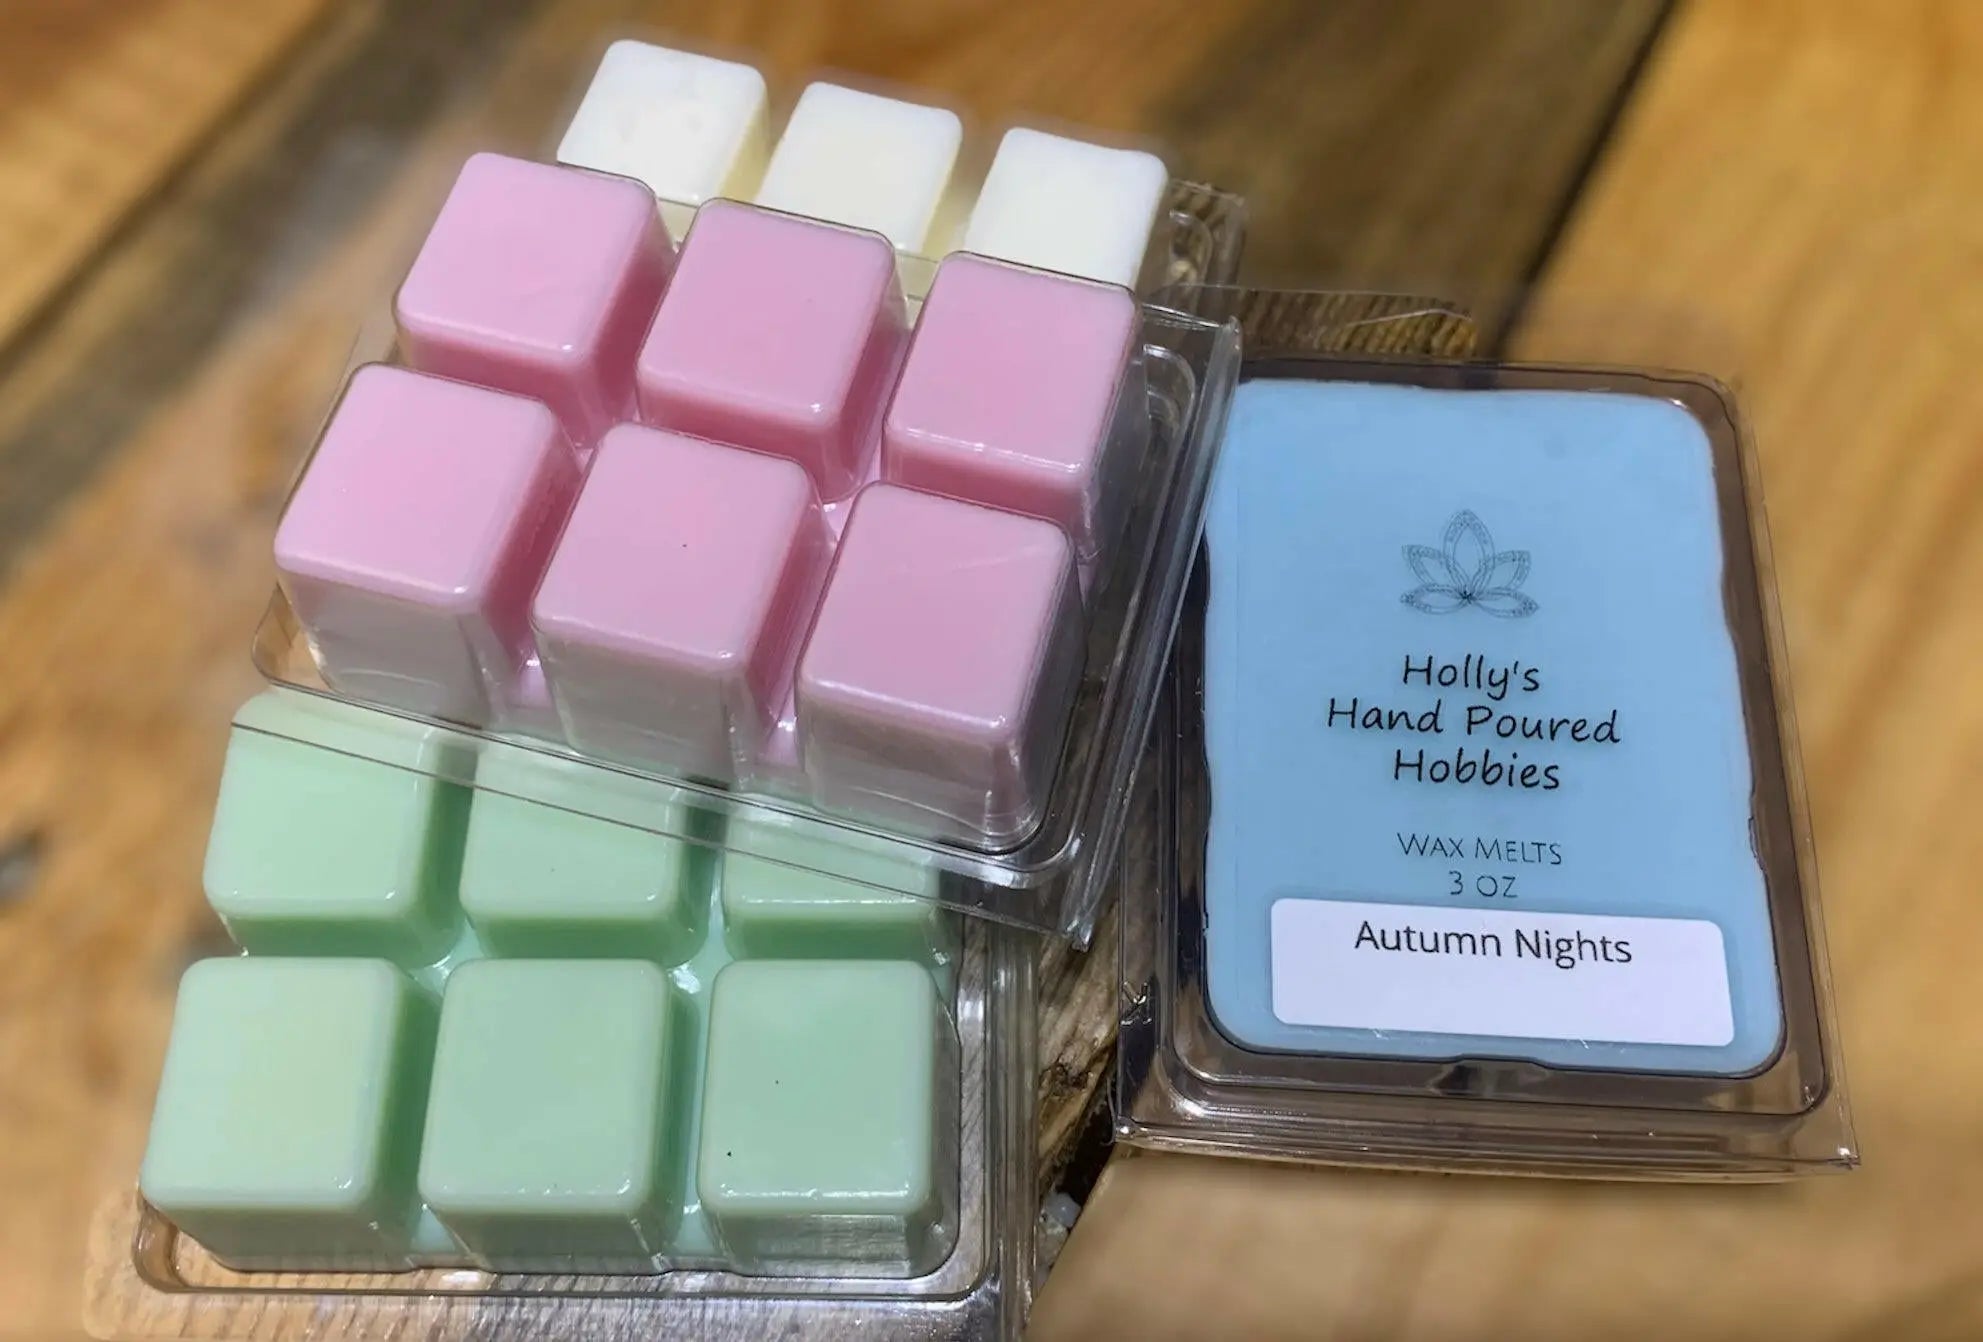 Holly's
Hand Poured
Hobbies
WAX MELTS
3 OZ
Autumn Nights